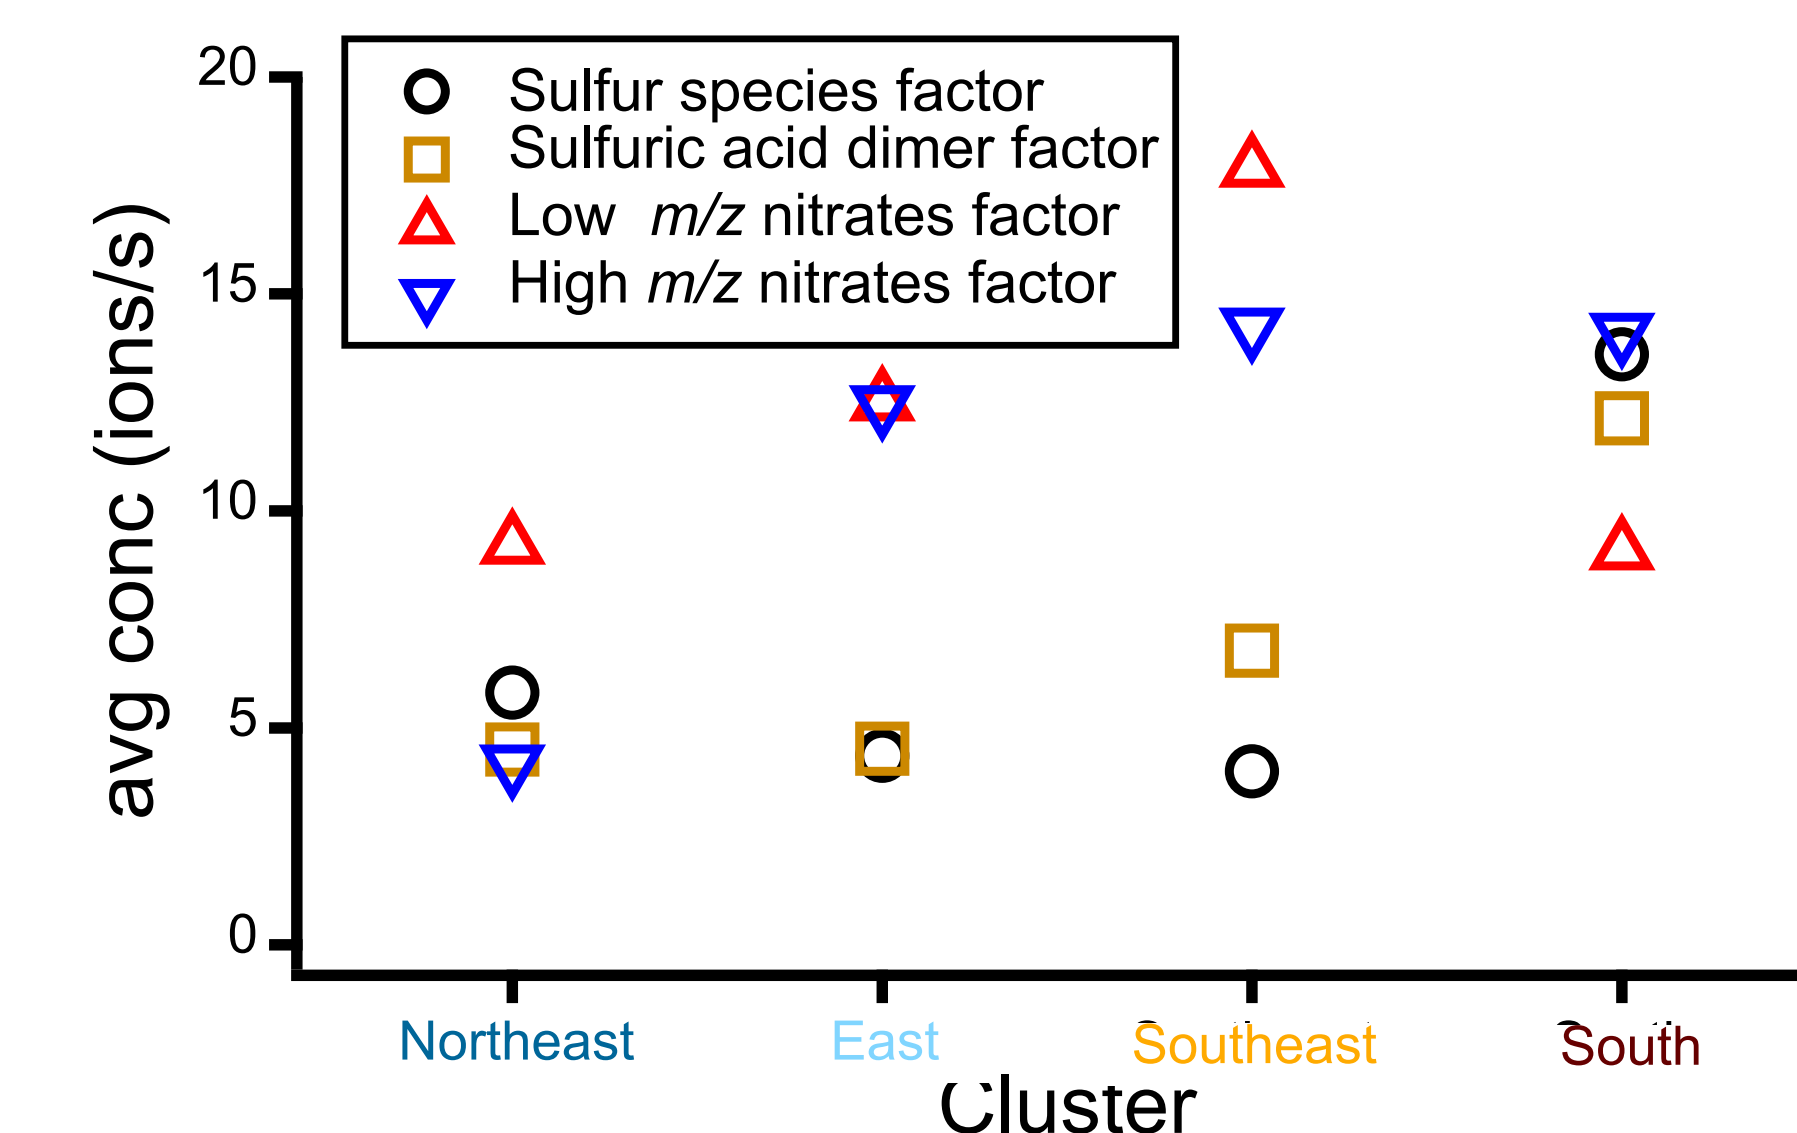 20
Sulfur species factor
Sulfuric acid dimer factor
Low m/z nitrates factor
High m/z nitrates factor
15
10
5
0
avg conc (ions/s)
Northeast East Southeast South
Cluster